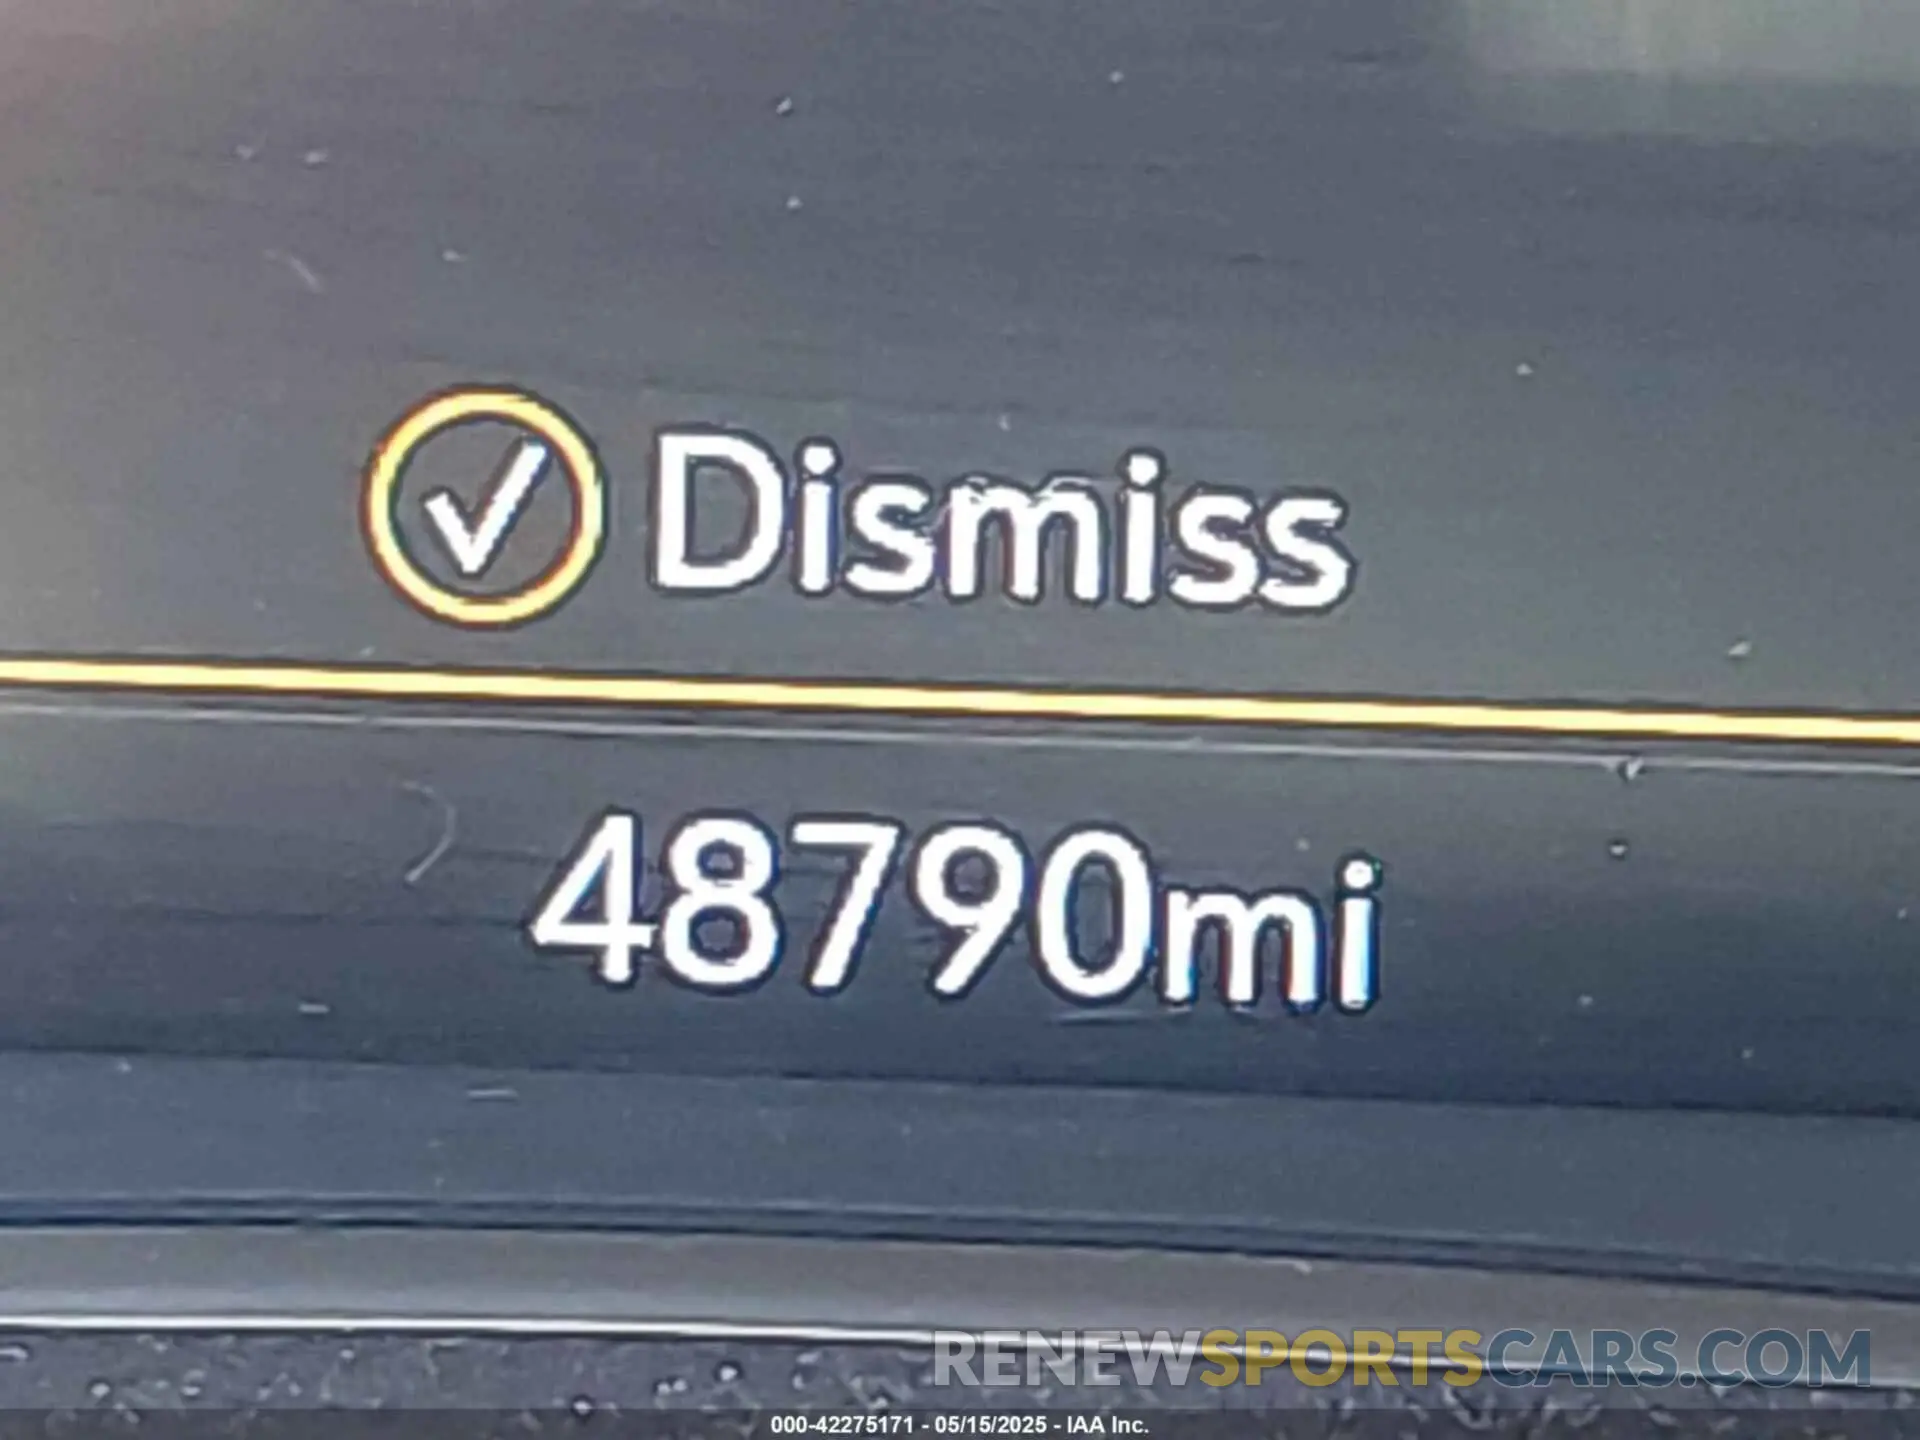 Dismiss
48790mi
RENEWSPORTSCARS.COM
000-42275171 - 05/15/2025 - IAA Inc.